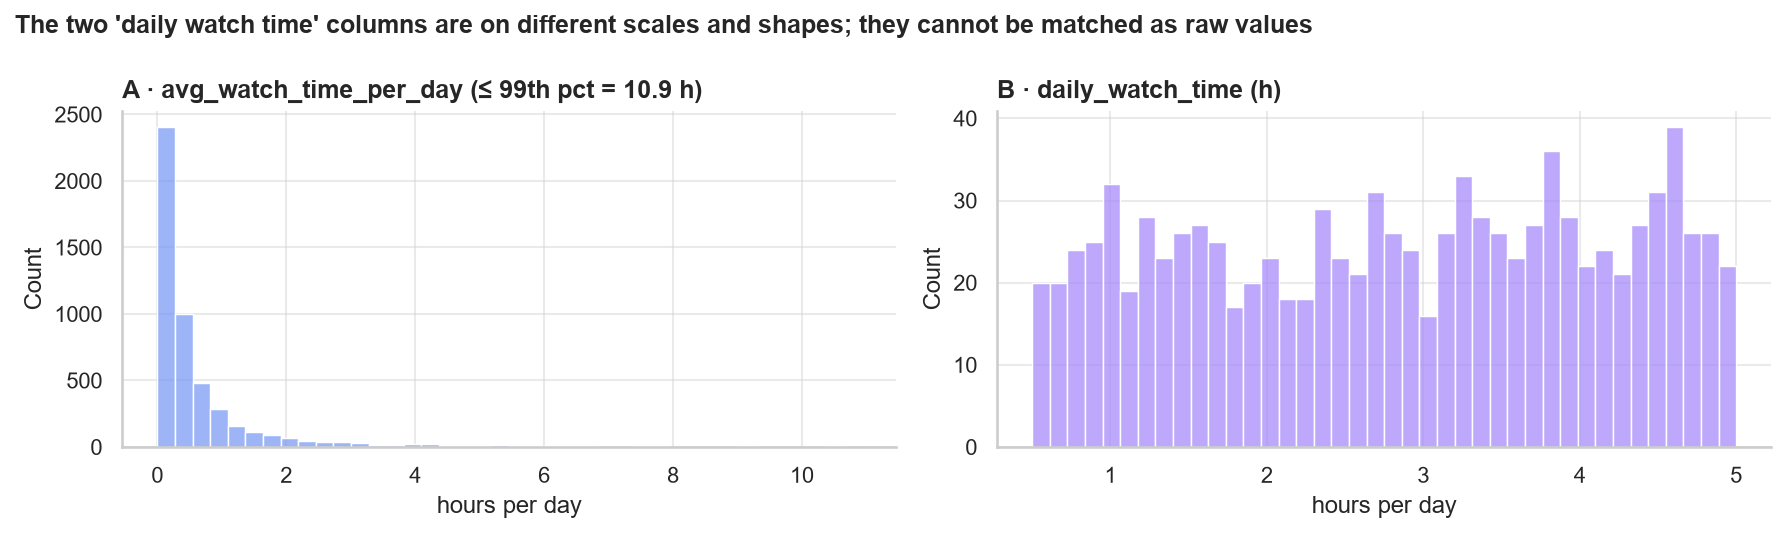 The two 'daily watch time' columns are on different scales and shapes; they cannot be matched as raw values
A · avg_watch_time_per_day (≤ 99th pct = 10.9 h)
2500
2000
1500
1000
500
0
Count
0 2 4 6 8 10
hours per day
B · daily_watch_time (h)
40
30
20
10
0
Count
1 2 3 4 5
hours per day